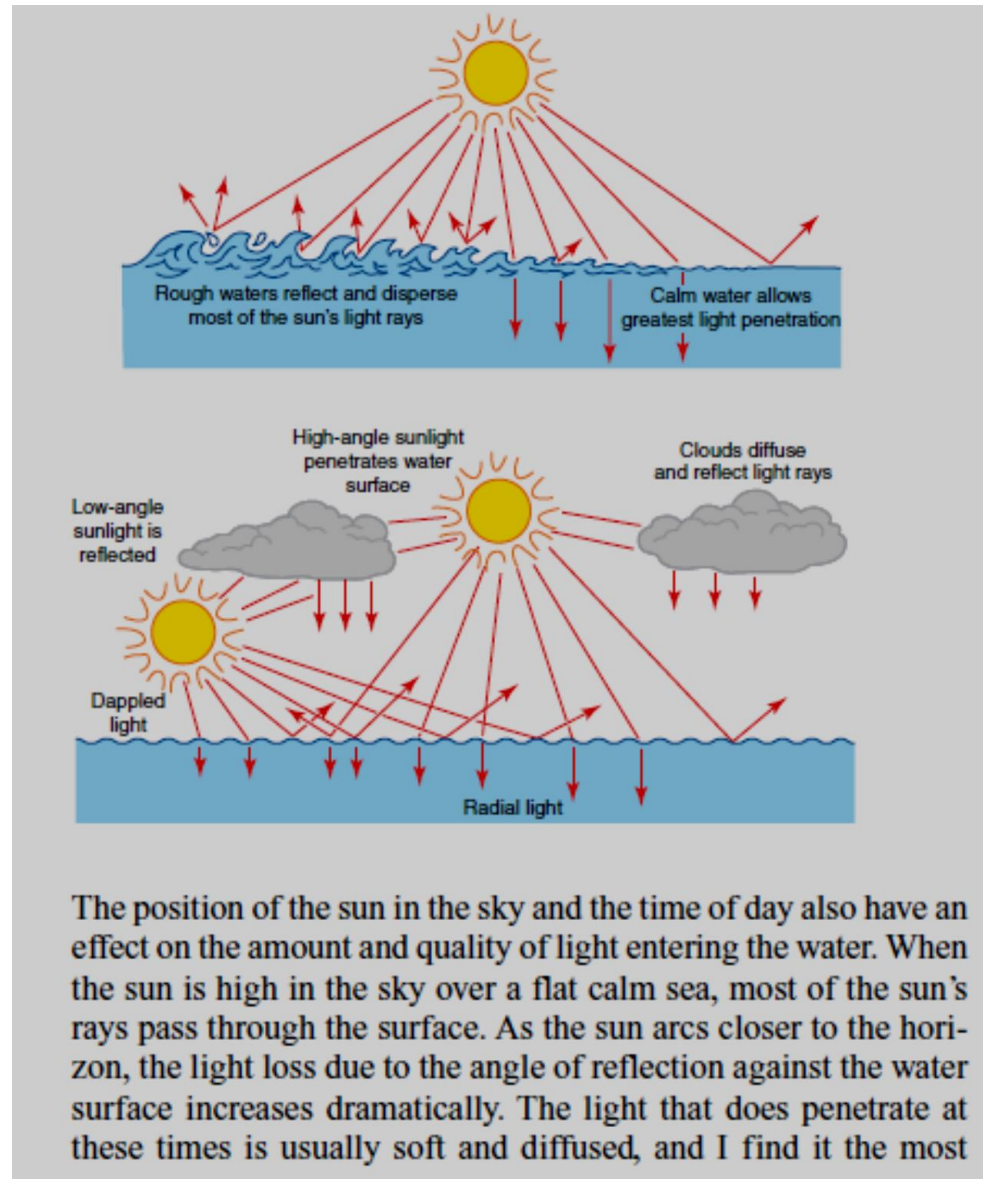 Rough waters reflect and disperse
most of the sun's light rays
Calm water allows
greatest light penetration
High-angle sunlight
penetrates water
surface
Clouds diffuse
and reflect light rays
Low-angle
sunlight is
reflected
Dappled
light
Radial light
The position of the sun in the sky and the time of day also have an
effect on the amount and quality of light entering the water. When
the sun is high in the sky over a flat calm sea, most of the sun's
rays pass through the surface. As the sun arcs closer to the hori-
zon, the light loss due to the angle of reflection against the water
surface increases dramatically. The light that does penetrate at
these times is usually soft and diffused, and I find it the most